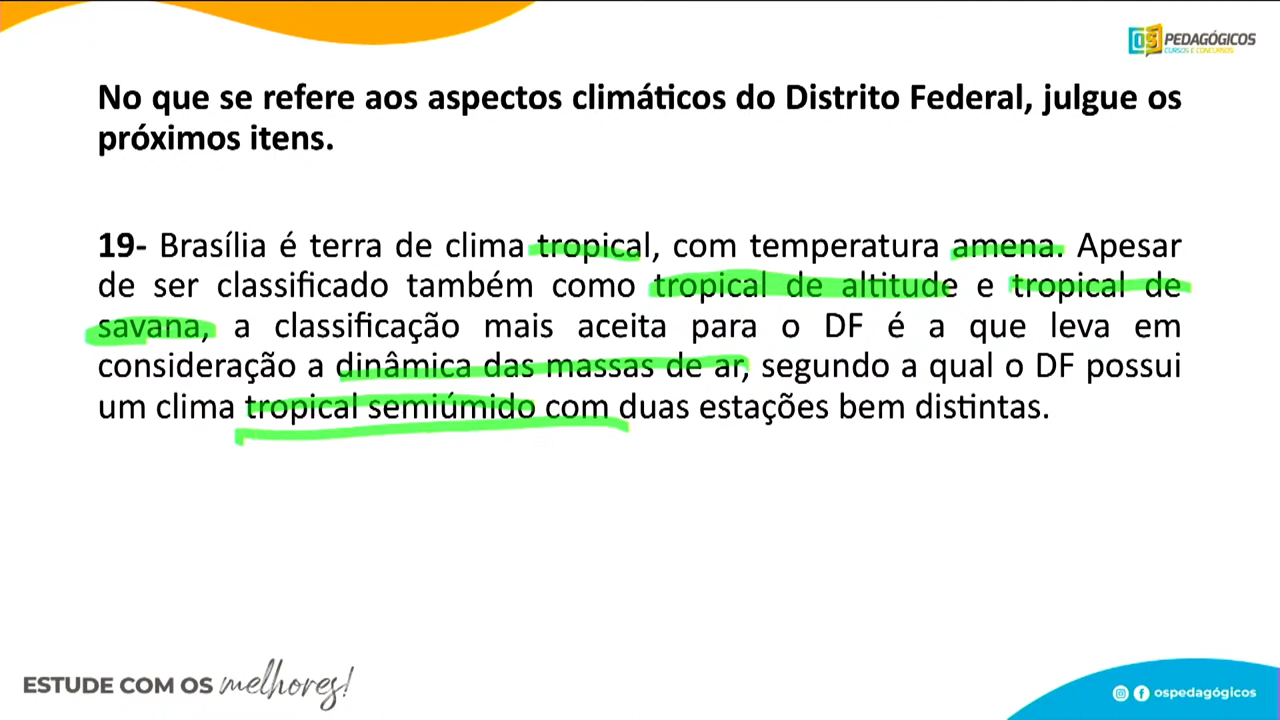 OS PEDAGÓGICOS
CURSOS E CONCURSOS
No que se refere aos aspectos climáticos do Distrito Federal, julgue os
próximos itens.
19- Brasília é terra de clima tropical, com temperatura amena. Apesar
de ser classificado também como tropical de altitude e tropical de
savana, a classificação mais aceita para o DF é a que leva em
consideração a dinâmica das massas de ar, segundo a qual o DF possui
um clima tropical semiúmido com duas estações bem distintas.
ESTUDE COM OS melhores!
ospedagógicos